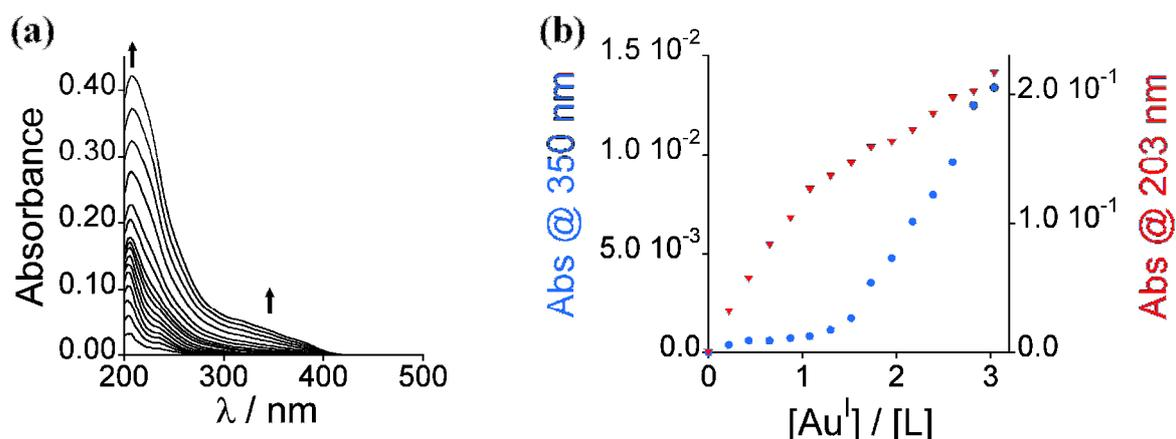 (a)
Absorbance
0.40
0.30
0.20
0.10
0.00
200 300 400 500
λ / nm
(b)
Abs @ 350 nm
1.5 10⁻²
1.0 10⁻²
5.0 10⁻³
0.0
0 1 2 3
[Auᴵ] / [L]
2.0 10⁻¹
1.0 10⁻¹
0.0
Abs @ 203 nm